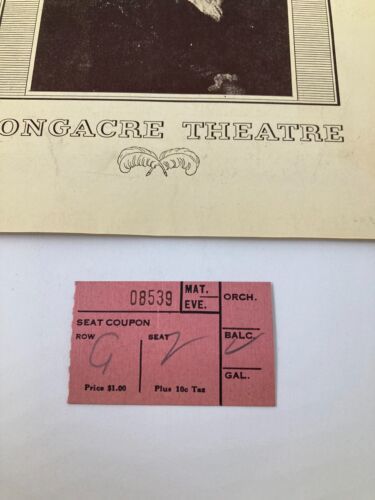 ONGACRE THEATRE
08539
MAT.
EVE.
ORCH.
SEAT COUPON
ROW SEAT
G 2
BALC. ✓
GAL.
Price $1.00 Plus 10c Tax